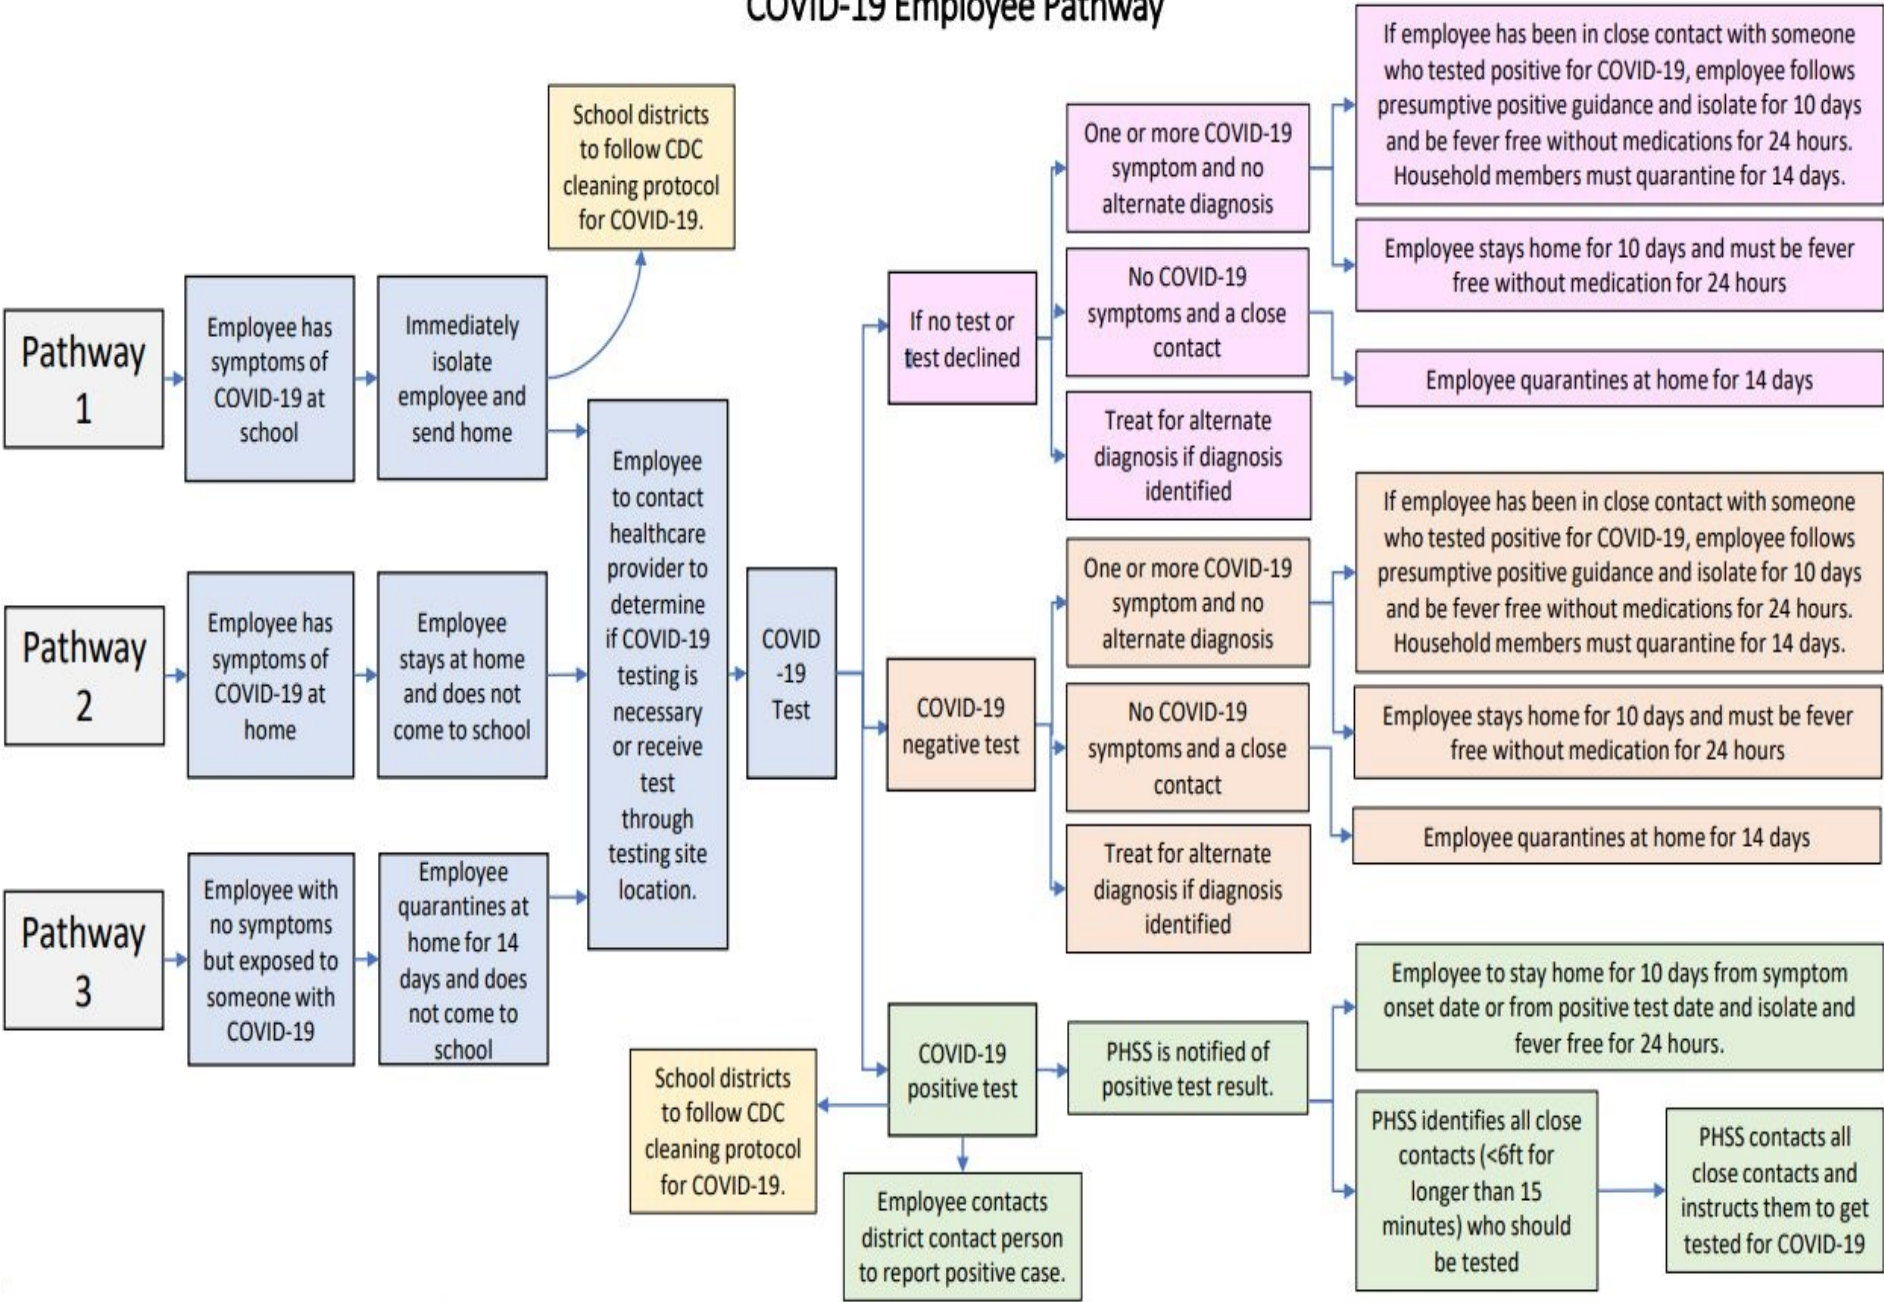 COVID-19 Employee Pathway
Pathway
1
Employee has
symptoms of
COVID-19 at
school
Immediately
isolate
employee and
send home
School districts
to follow CDC
cleaning protocol
for COVID-19.
Pathway
2
Employee has
symptoms of
COVID-19 at
home
Employee
stays at home
and does not
come to school
Pathway
3
Employee with
no symptoms
but exposed to
someone with
COVID-19
Employee
quarantines at
home for 14
days and does
not come to
school
Employee
to contact
healthcare
provider to
determine
if COVID-19
testing is
necessary
or receive
test
through
testing site
location.
COVID
-19
Test
If no test or
test declined
One or more COVID-19
symptom and no
alternate diagnosis
If employee has been in close contact with someone
who tested positive for COVID-19, employee follows
presumptive positive guidance and isolate for 10 days
and be fever free without medications for 24 hours.
Household members must quarantine for 14 days.
Employee stays home for 10 days and must be fever
free without medication for 24 hours
No COVID-19
symptoms and a close
contact
Employee quarantines at home for 14 days
Treat for alternate
diagnosis if diagnosis
identified
COVID-19
negative test
One or more COVID-19
symptom and no
alternate diagnosis
If employee has been in close contact with someone
who tested positive for COVID-19, employee follows
presumptive positive guidance and isolate for 10 days
and be fever free without medications for 24 hours.
Household members must quarantine for 14 days.
Employee stays home for 10 days and must be fever
free without medication for 24 hours
No COVID-19
symptoms and a close
contact
Employee quarantines at home for 14 days
Treat for alternate
diagnosis if diagnosis
identified
COVID-19
positive test
School districts
to follow CDC
cleaning protocol
for COVID-19.
Employee contacts
district contact person
to report positive case.
PHSS is notified of
positive test result.
Employee to stay home for 10 days from symptom
onset date or from positive test date and isolate and
fever free for 24 hours.
PHSS identifies all close
contacts (<6ft for
longer than 15
minutes) who should
be tested
PHSS contacts all
close contacts and
instructs them to get
tested for COVID-19